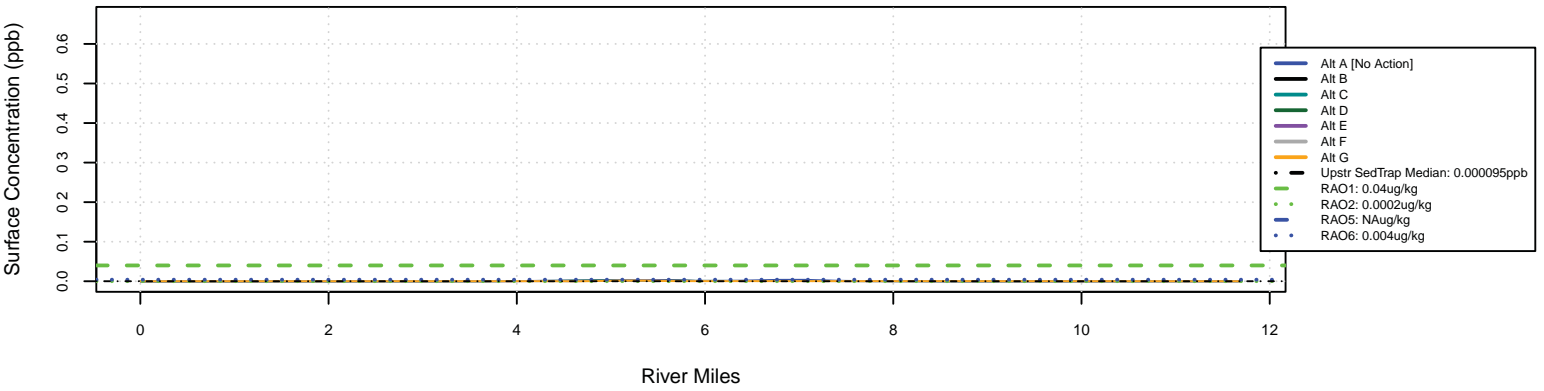 Surface Concentration (ppb)
0.6
0.5
0.4
0.3
0.2
0.1
0.0
0 2 4 6 8 10 12
River Miles
Alt A [No Action]
Alt B
Alt C
Alt D
Alt E
Alt F
Alt G
Upstr SedTrap Median: 0.000095ppb
RAO1: 0.04ug/kg
RAO2: 0.0002ug/kg
RAO5: NAug/kg
RAO6: 0.004ug/kg